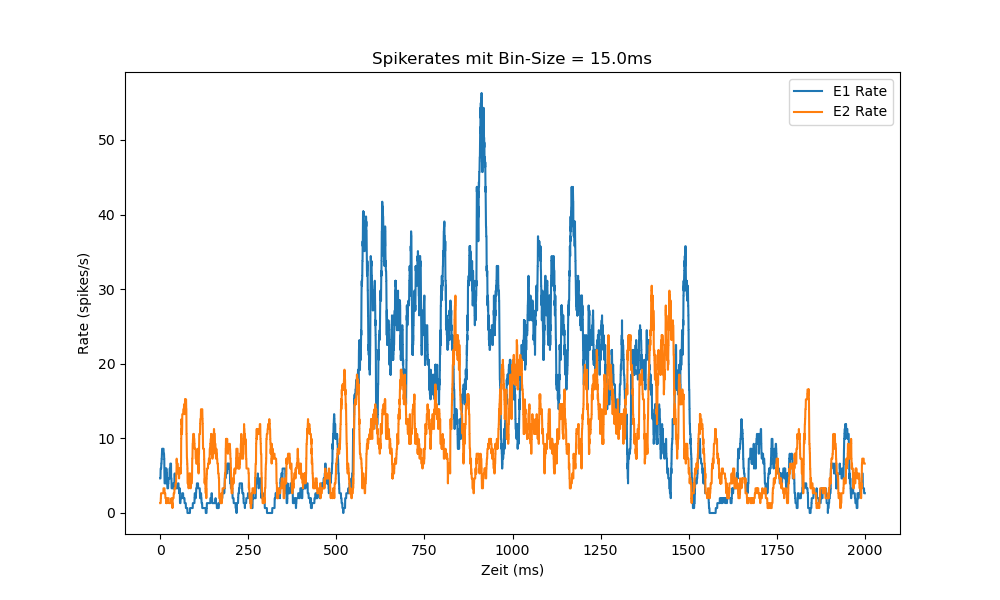 Spikerates mit Bin-Size = 15.0ms
E1 Rate
E2 Rate
Rate (spikes/s)
50
40
30
20
10
0
0 250 500 750 1000 1250 1500 1750 2000
Zeit (ms)